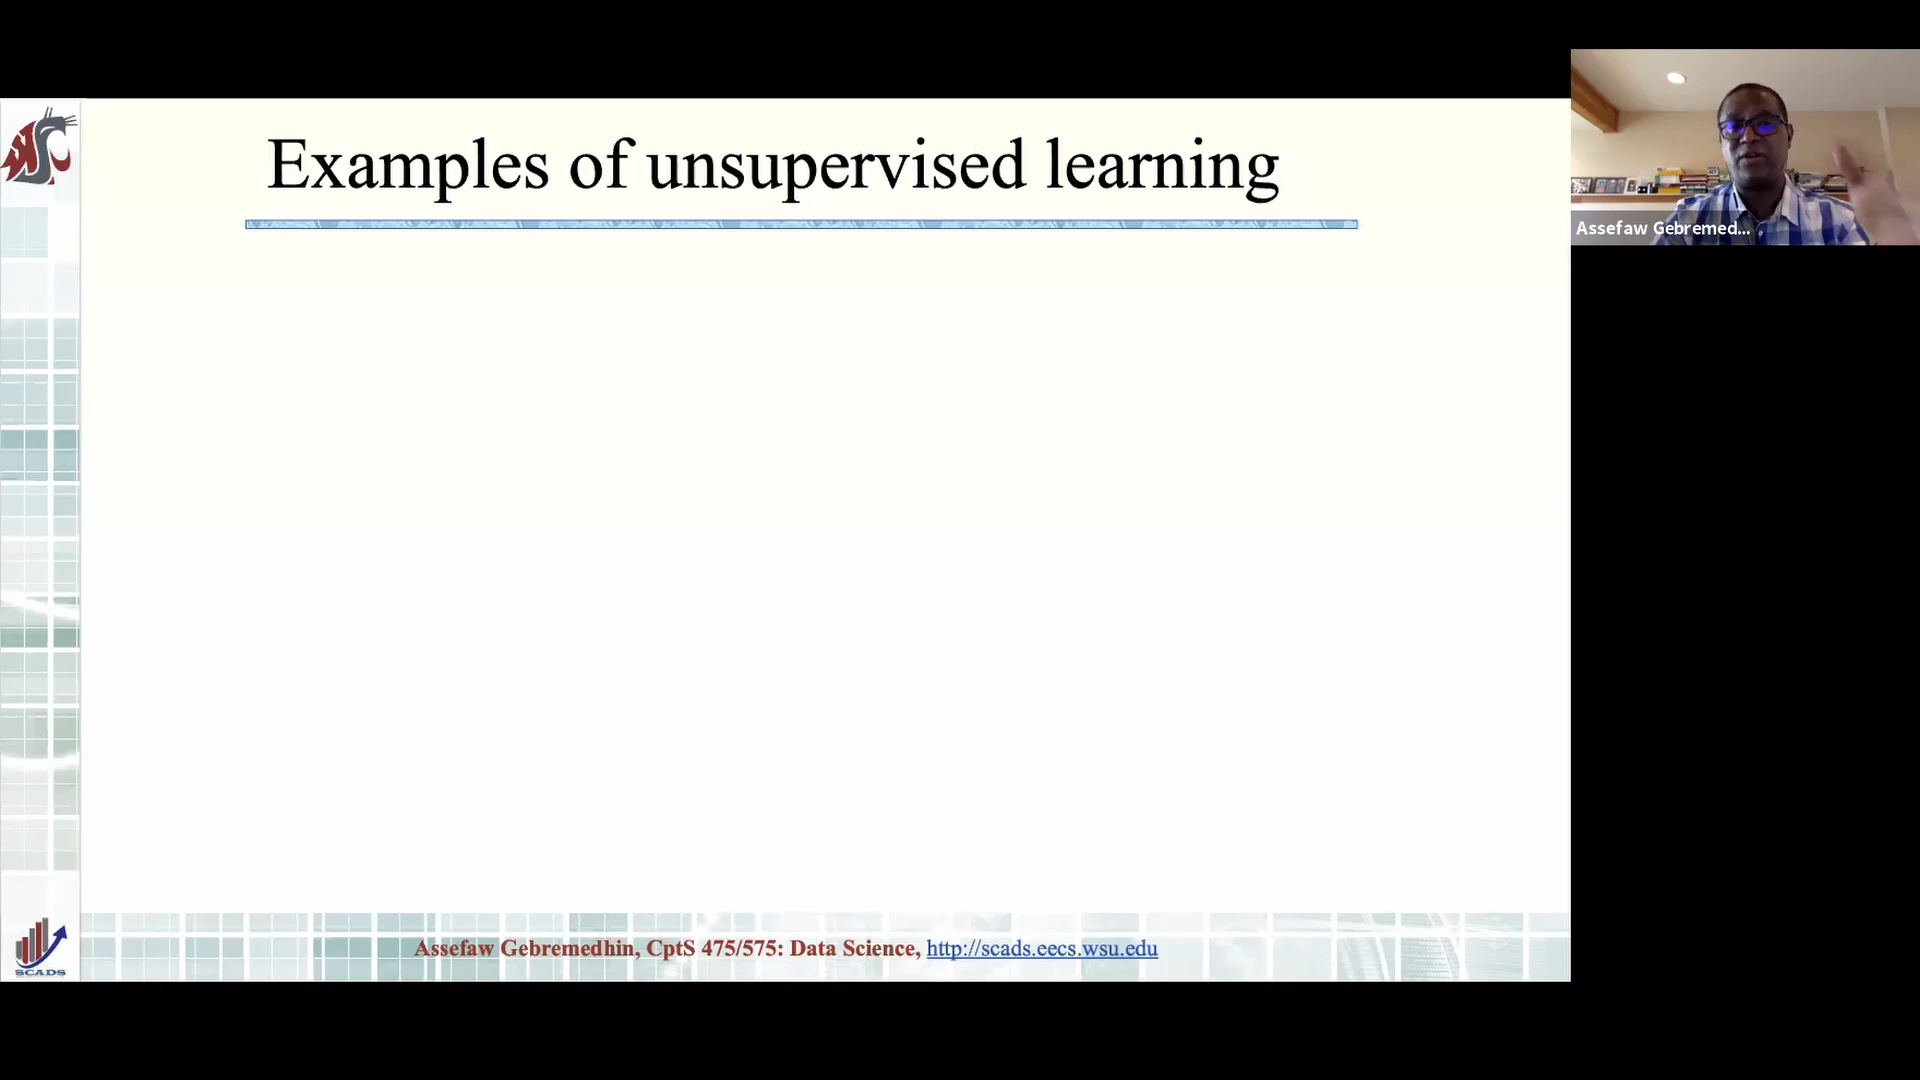 Examples of unsupervised learning
Assefaw Gebremed...
Assefaw Gebremedhin, CptS 475/575: Data Science, http://scads.eecs.wsu.edu
SCADS